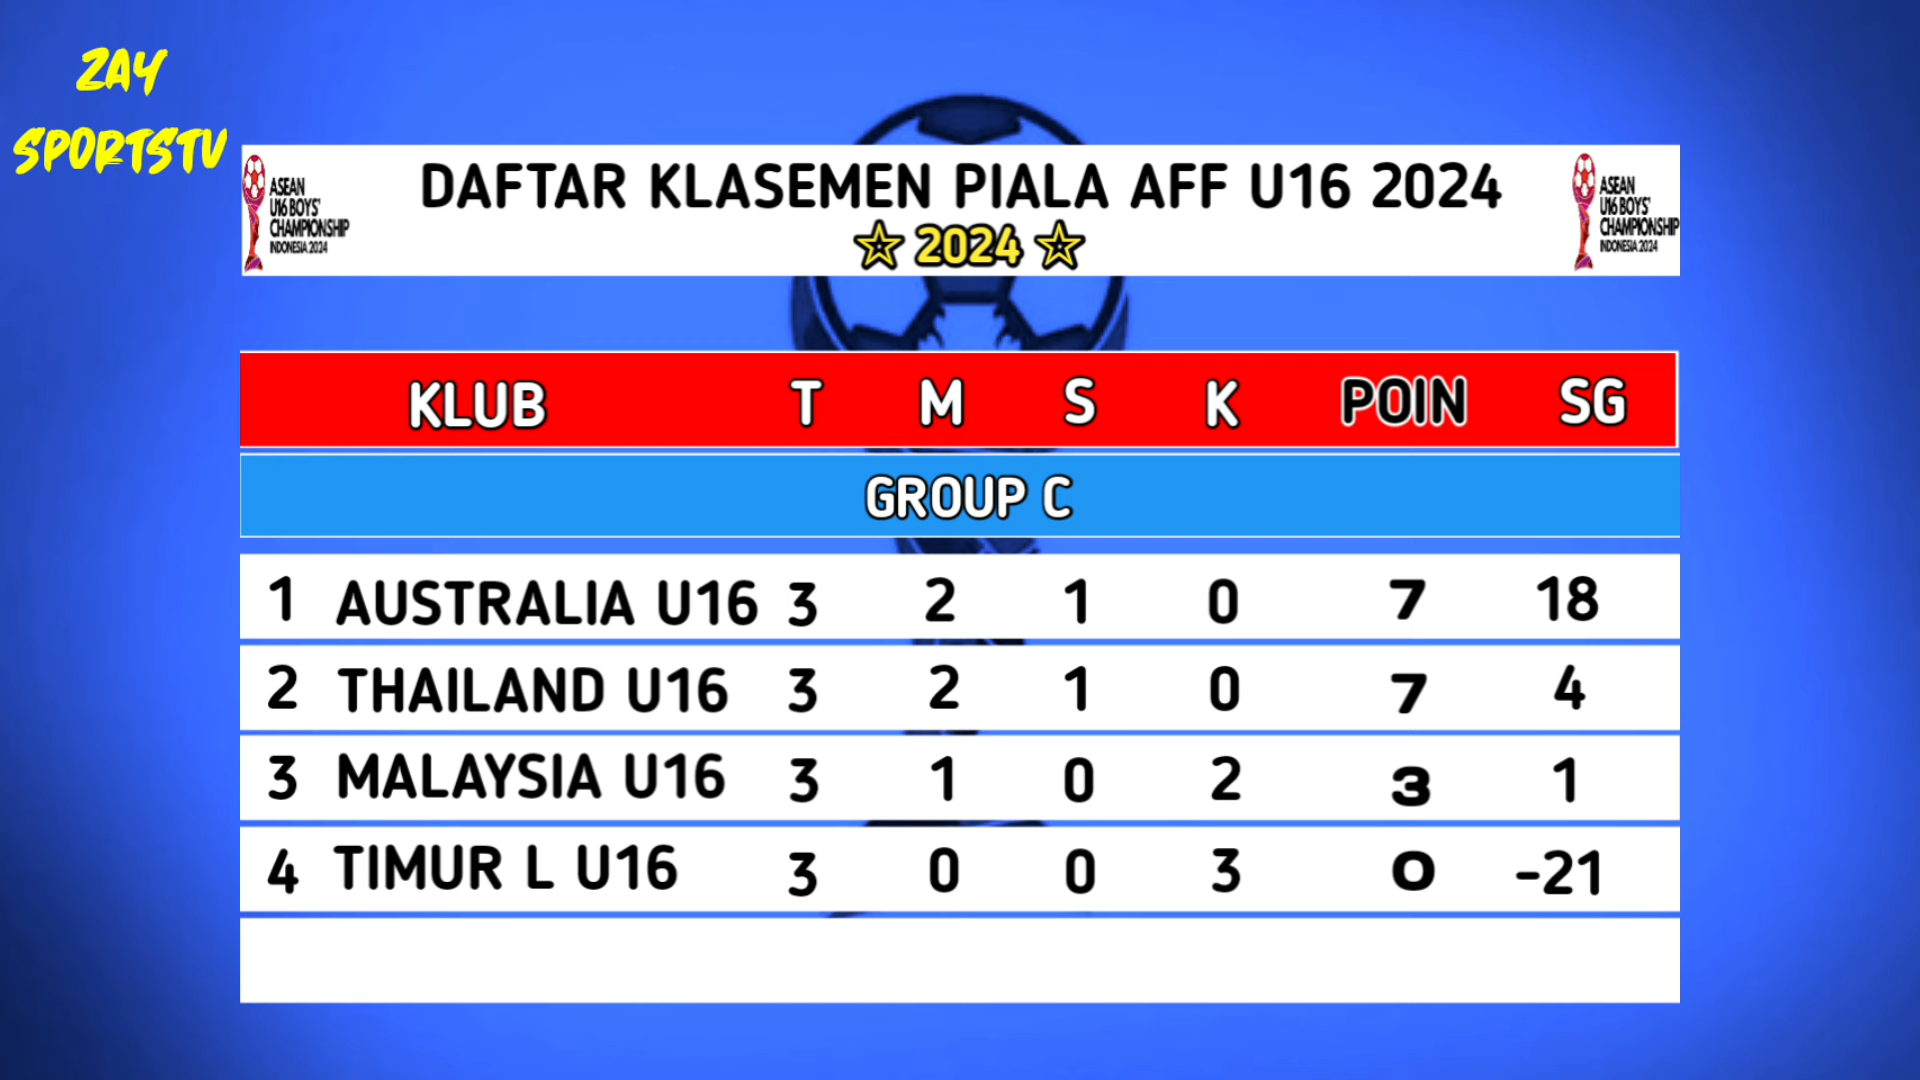 ZAY
SPORTSTV
ASEAN
U16 BOYS'
CHAMPIONSHIP
INDONESIA 2024
DAFTAR KLASEMEN PIALA AFF U16 2024
☆ 2024 ☆
ASEAN
U16 BOYS'
CHAMPIONSHIP
INDONESIA 2024
KLUB T M S K POIN SG
GROUP C
1 AUSTRALIA U16 3 2 1 0 7 18
2 THAILAND U16 3 2 1 0 7 4
3 MALAYSIA U16 3 1 0 2 3 1
4 TIMUR L U16 3 0 0 3 0 -21